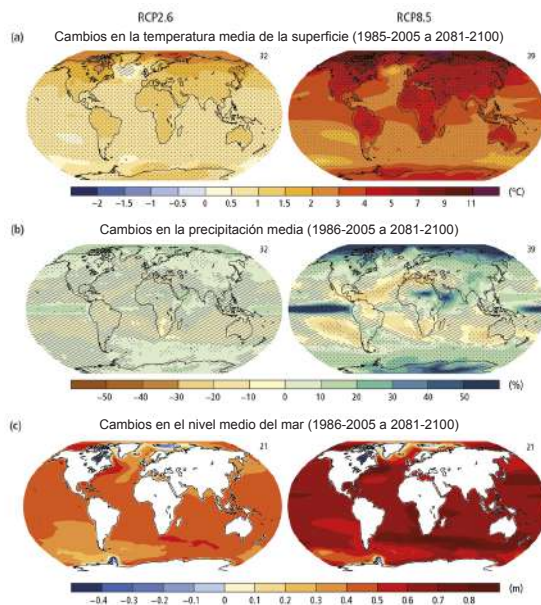 RCP2.6 RCP8.5
(a) Cambios en la temperatura media de la superficie (1985-2005 a 2081-2100)
32 39
−2 −1.5 −1 −0.5 0 0.5 1 1.5 2 3 4 5 7 9 11 (°C)
(b) Cambios en la precipitación media (1986-2005 a 2081-2100)
32 39
−50 −40 −30 −20 −10 0 10 20 30 40 50 (%)
(c) Cambios en el nivel medio del mar (1986-2005 a 2081-2100)
21 21
−0.4 −0.3 −0.2 −0.1 0 0.1 0.2 0.3 0.4 0.5 0.6 0.7 0.8 (m)